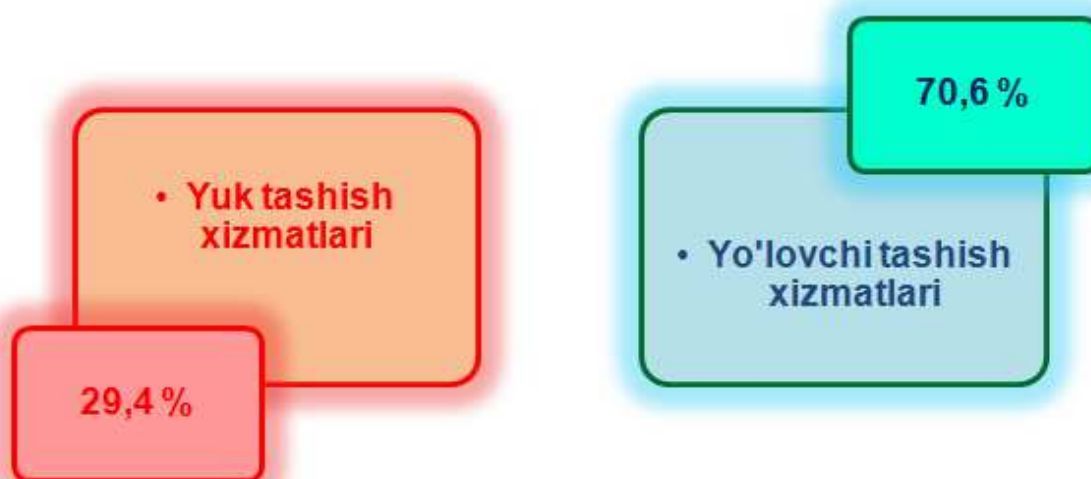 • Yuk tashish
xizmatlari
29,4 %
70,6 %
• Yo'lovchi tashish
xizmatlari